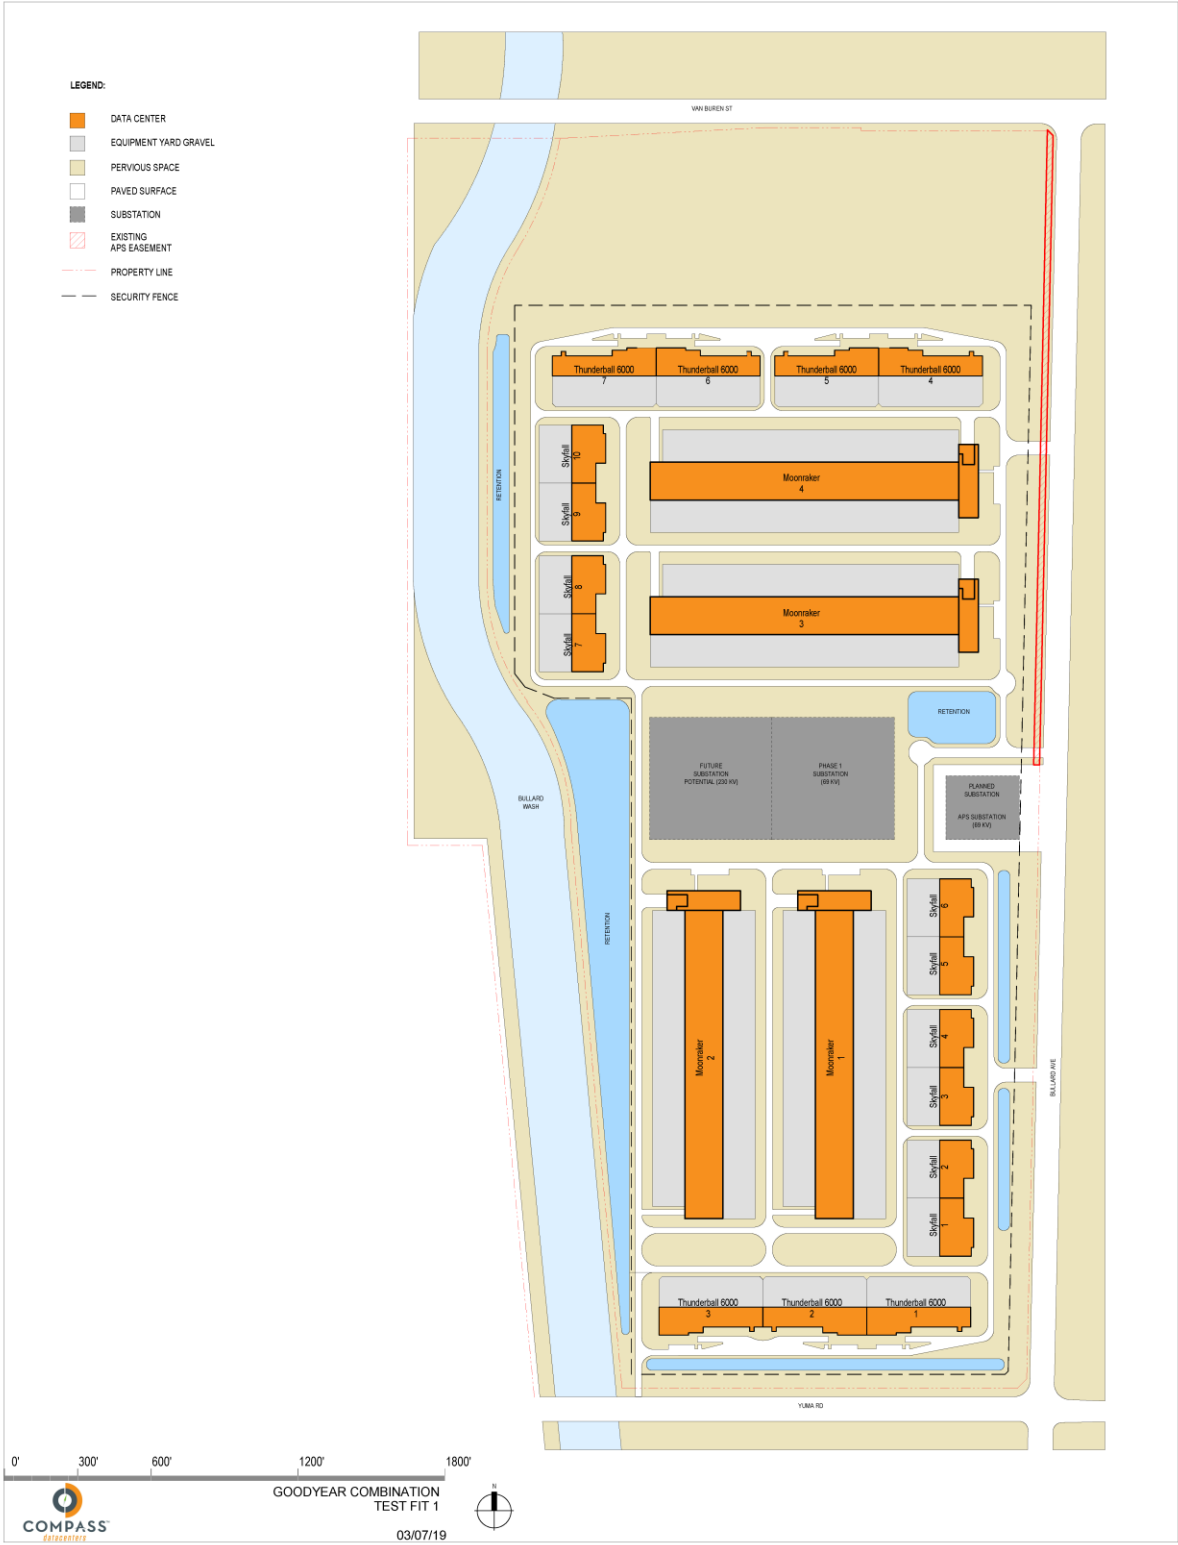 LEGEND:
DATA CENTER
EQUIPMENT YARD GRAVEL
PERVIOUS SPACE
PAVED SURFACE
SUBSTATION
EXISTING
APS EASEMENT
PROPERTY LINE
SECURITY FENCE
VAN BUREN ST
Thunderball 6000
7
Thunderball 6000
6
Thunderball 6000
5
Thunderball 6000
4
RETENTION
Skyfall
10
Skyfall
9
Moonraker
4
Skyfall
8
Skyfall
7
Moonraker
3
RETENTION
FUTURE
SUBSTATION
POTENTIAL (230 KV)
PHASE 1
SUBSTATION
(69 KV)
PLANNED
SUBSTATION
APS SUBSTATION
(69 KV)
BULLARD
WASH
RETENTION
Skyfall
6
Skyfall
5
Moonraker
2
Moonraker
1
Skyfall
4
Skyfall
3
BULLARD AVE
Skyfall
2
Skyfall
1
Thunderball 6000
3
Thunderball 6000
2
Thunderball 6000
1
YUMA RD
0'
300'
600'
1200'
1800'
GOODYEAR COMBINATION
TEST FIT 1
03/07/19
N
COMPASS
datacenters